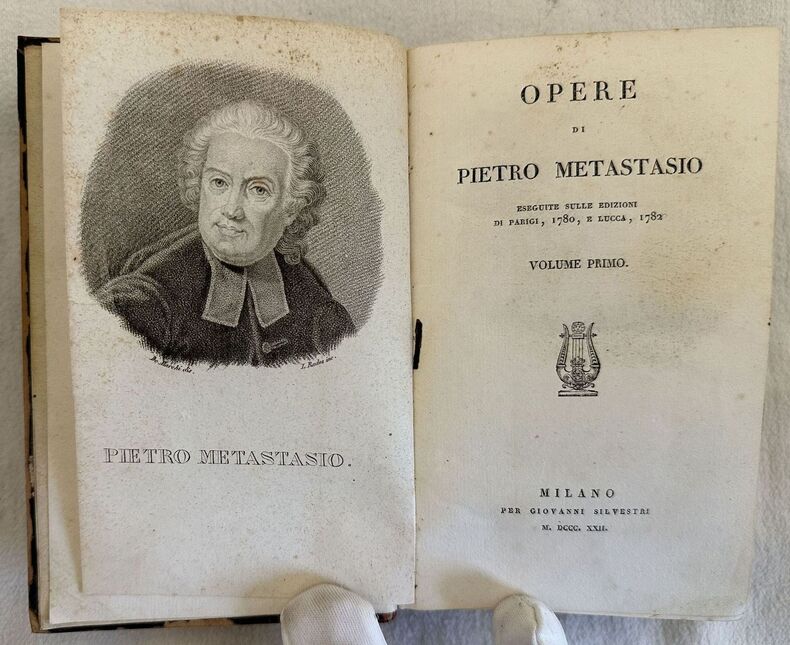 PIETRO METASTASIO.
OPERE
DI
PIETRO METASTASIO
ESEGUITE SULLE EDIZIONI
DI PARIGI, 1780, E LUCCA, 1782
VOLUME PRIMO.
MILANO
PER GIOVANNI SILVESTRI
M. DCCC. XXII.